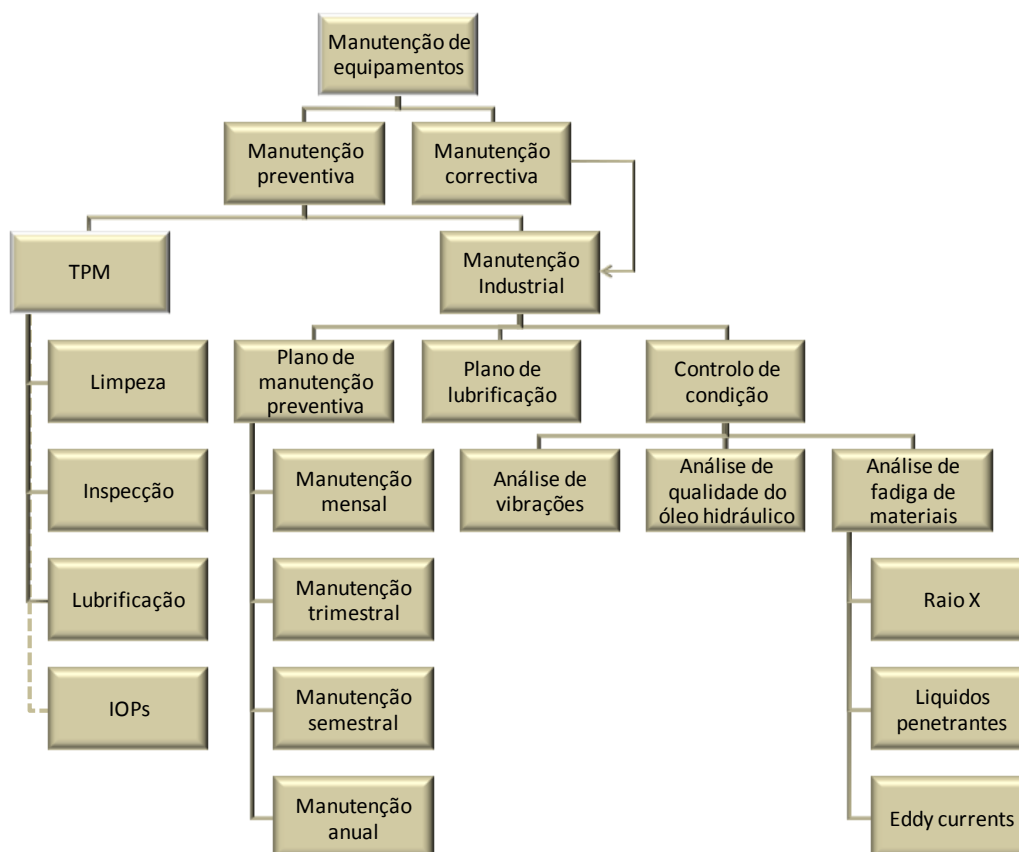 Manutenção de
equipamentos
Manutenção
preventiva
Manutenção
correctiva
TPM
Manutenção
Industrial
Limpeza
Inspecção
Lubrificação
IOPs
Plano de
manutenção
preventiva
Plano de
lubrificação
Controlo de
condição
Manutenção
mensal
Manutenção
trimestral
Manutenção
semestral
Manutenção
anual
Análise de
vibrações
Análise de
qualidade do
óleo hidráulico
Análise de
fadiga de
materiais
Raio X
Liquidos
penetrantes
Eddy currents